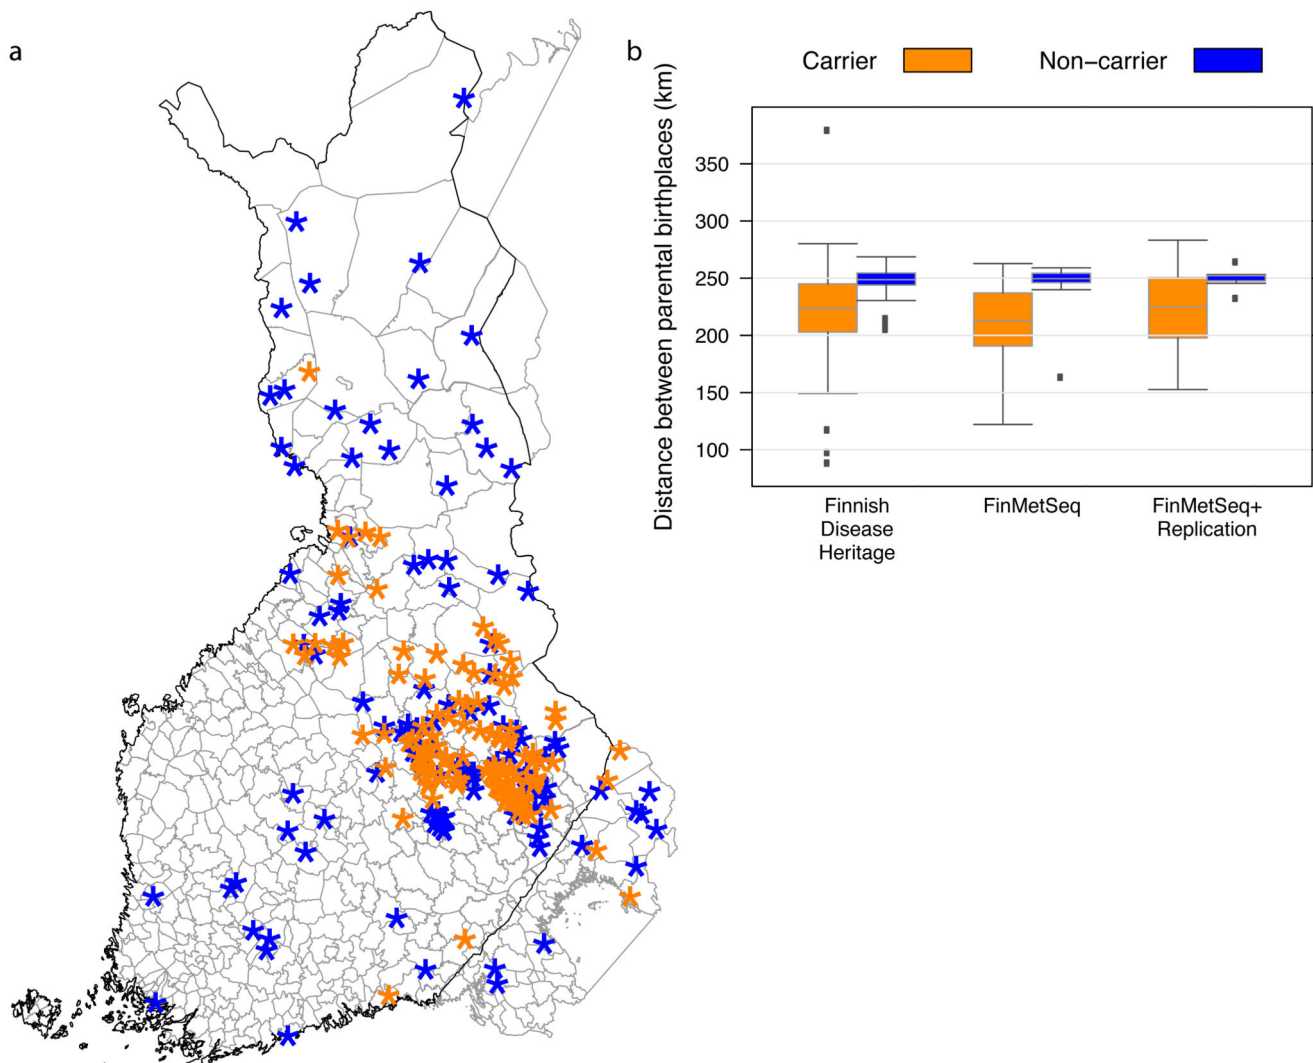 a
b
Carrier
Non−carrier
Distance between parental birthplaces (km)
350
300
250
200
150
100
Finnish
Disease
Heritage
FinMetSeq
FinMetSeq+
Replication